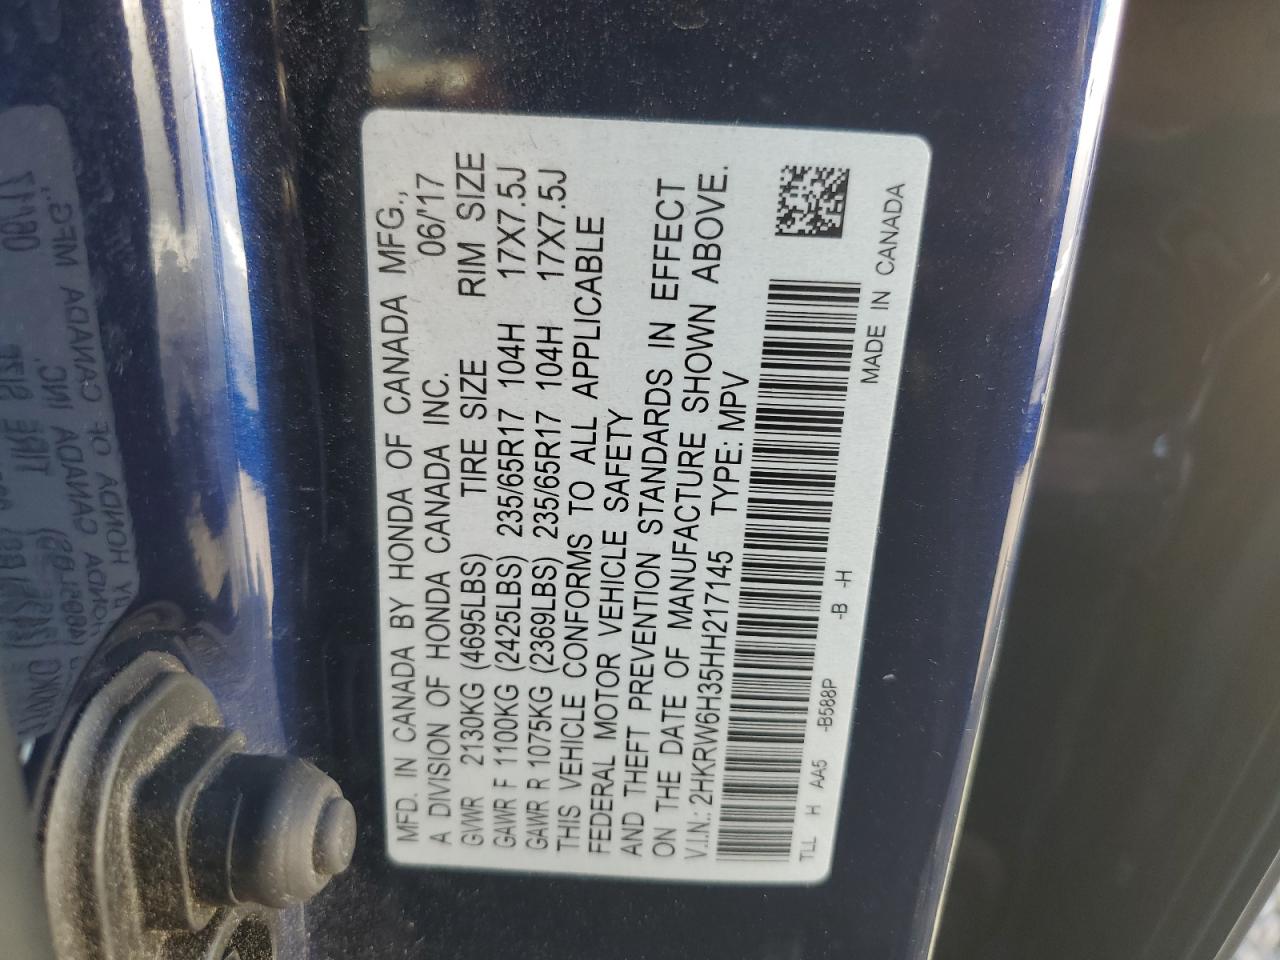 MFD. IN CANADA BY HONDA OF CANADA MFG.,
A DIVISION OF HONDA CANADA INC. 06/'17
GVWR 2130KG (4695LBS) TIRE SIZE RIM SIZE
GAWR F 1100KG (2425LBS) 235/65R17 104H 17X7.5J
GAWR R 1075KG (2369LBS) 235/65R17 104H 17X7.5J
THIS VEHICLE CONFORMS TO ALL APPLICABLE
FEDERAL MOTOR VEHICLE SAFETY
AND THEFT PREVENTION STANDARDS IN EFFECT
ON THE DATE OF MANUFACTURE SHOWN ABOVE.
V.I.N.: 2HKRW6H35HH217145 TYPE: MPV
TLL H AA5 -B588P -B -H
MADE IN CANADA